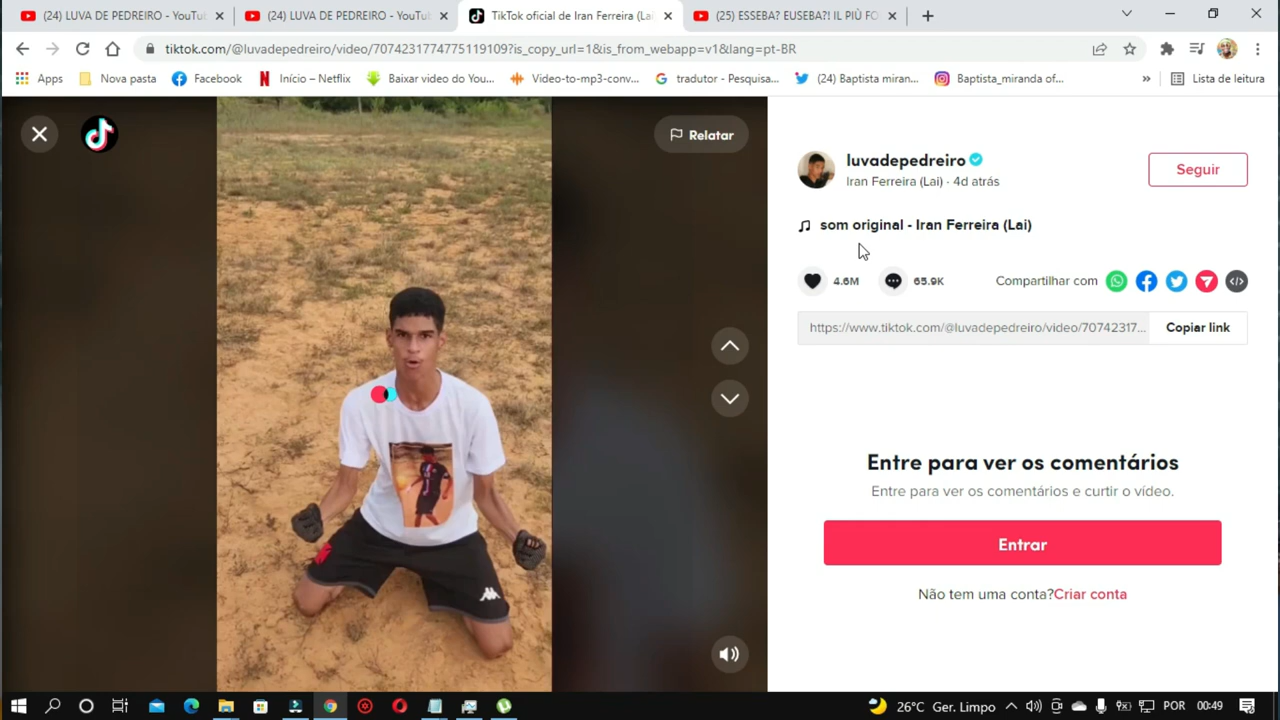 (24) LUVA DE PEDREIRO - YouTu
(24) LUVA DE PEDREIRO - YouTub
TikTok oficial de Iran Ferreira (Lai
(25) ESSEBA? EUSEBA?! IL PIÙ FO
tiktok.com/@luvadepedreiro/video/7074231774775119109?is_copy_url=1&is_from_webapp=v1&lang=pt-BR
Apps
Nova pasta
Facebook
Início – Netflix
Baixar video do You...
Video-to-mp3-conv...
tradutor - Pesquisa...
(24) Baptista miran...
Baptista_miranda of...
»
Lista de leitura
Relatar
luvadepedreiro
Iran Ferreira (Lai) · 4d atrás
Seguir
som original - Iran Ferreira (Lai)
4.6M
65.9K
Compartilhar com
https://www.tiktok.com/@luvadepedreiro/video/70742317...
Copiar link
Entre para ver os comentários
Entre para ver os comentários e curtir o vídeo.
Entrar
Não tem uma conta?Criar conta
26°C Ger. Limpo
POR
00:49